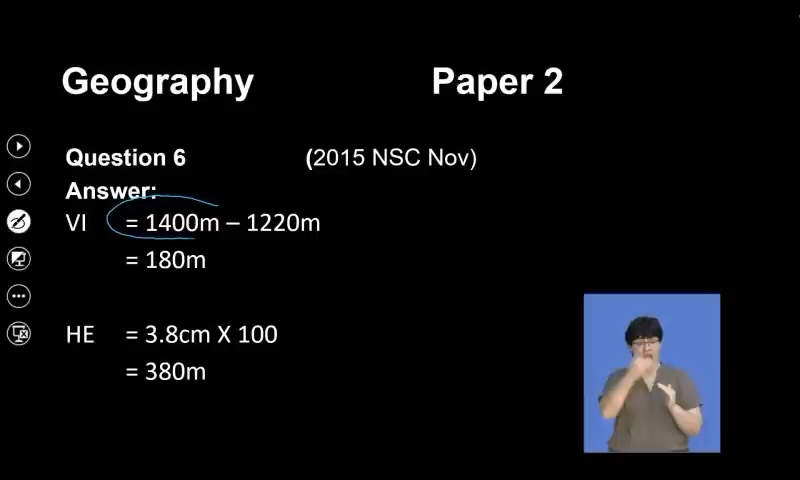 Geography Paper 2
Question 6 (2015 NSC Nov)
Answer:
VI = 1400m – 1220m
= 180m
HE = 3.8cm X 100
= 380m